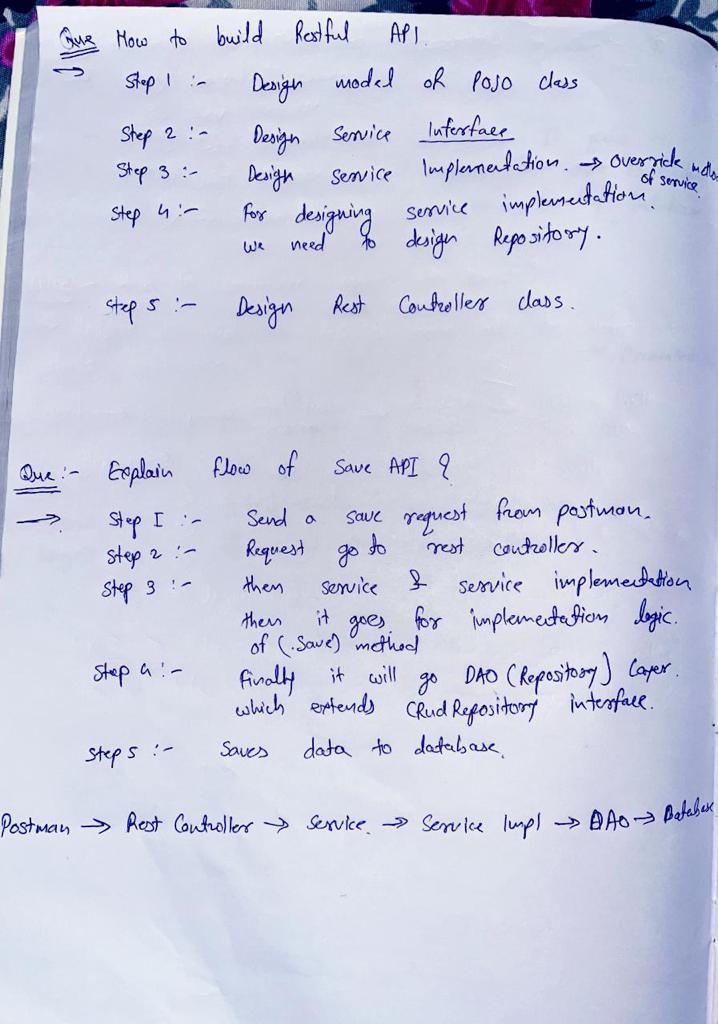 Que How to build Restful API.
→ Step 1 :- Design model or POJO class
Step 2 :- Design Service Interface
Step 3 :- Design service Implementation. → override
of service
Step 4 :- For designing service implementation.
we need to design Repository.
Step 5 :- Design Rest Controller class.
Que :- Explain flow of Save API ?
→ Step I :- Send a save request from postman.
Step 2 :- Request go to rest controller.
Step 3 :- then service & service implementation
then it goes for implementation logic.
of (.Save) method
Step 4 :- Finally it will go DAO (Repository) Layer.
which extends CRud Repository interface.
Step 5 :- Saves data to database.
Postman → Rest Controller → Service. → Service Impl → DAO → Database